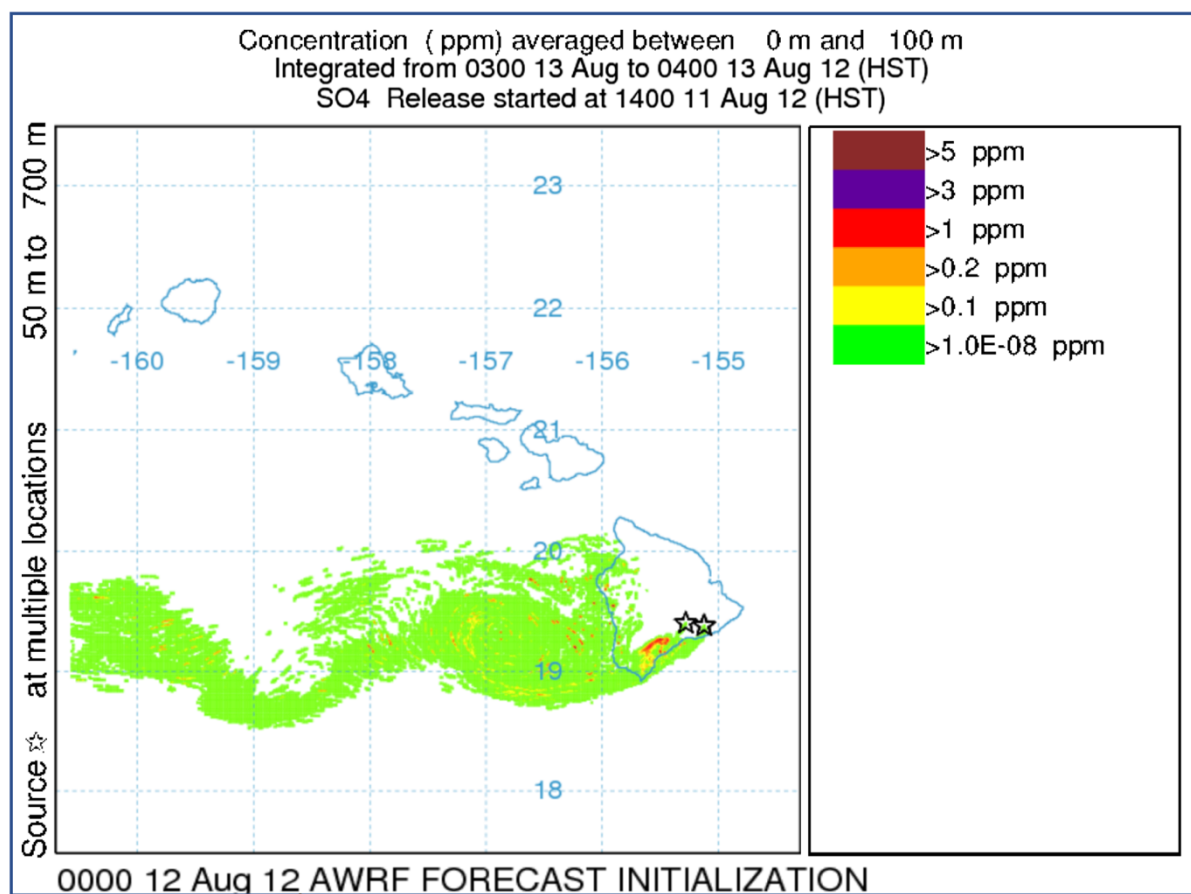 Concentration ( ppm) averaged between 0 m and 100 m
Integrated from 0300 13 Aug to 0400 13 Aug 12 (HST)
SO4 Release started at 1400 11 Aug 12 (HST)
Source ☆ at multiple locations 50 m to 700 m
>5 ppm
>3 ppm
>1 ppm
>0.2 ppm
>0.1 ppm
>1.0E-08 ppm
23
22
-160 -159 -158 -157 -156 -155
21
20
19
18
0000 12 Aug 12 AWRF FORECAST INITIALIZATION